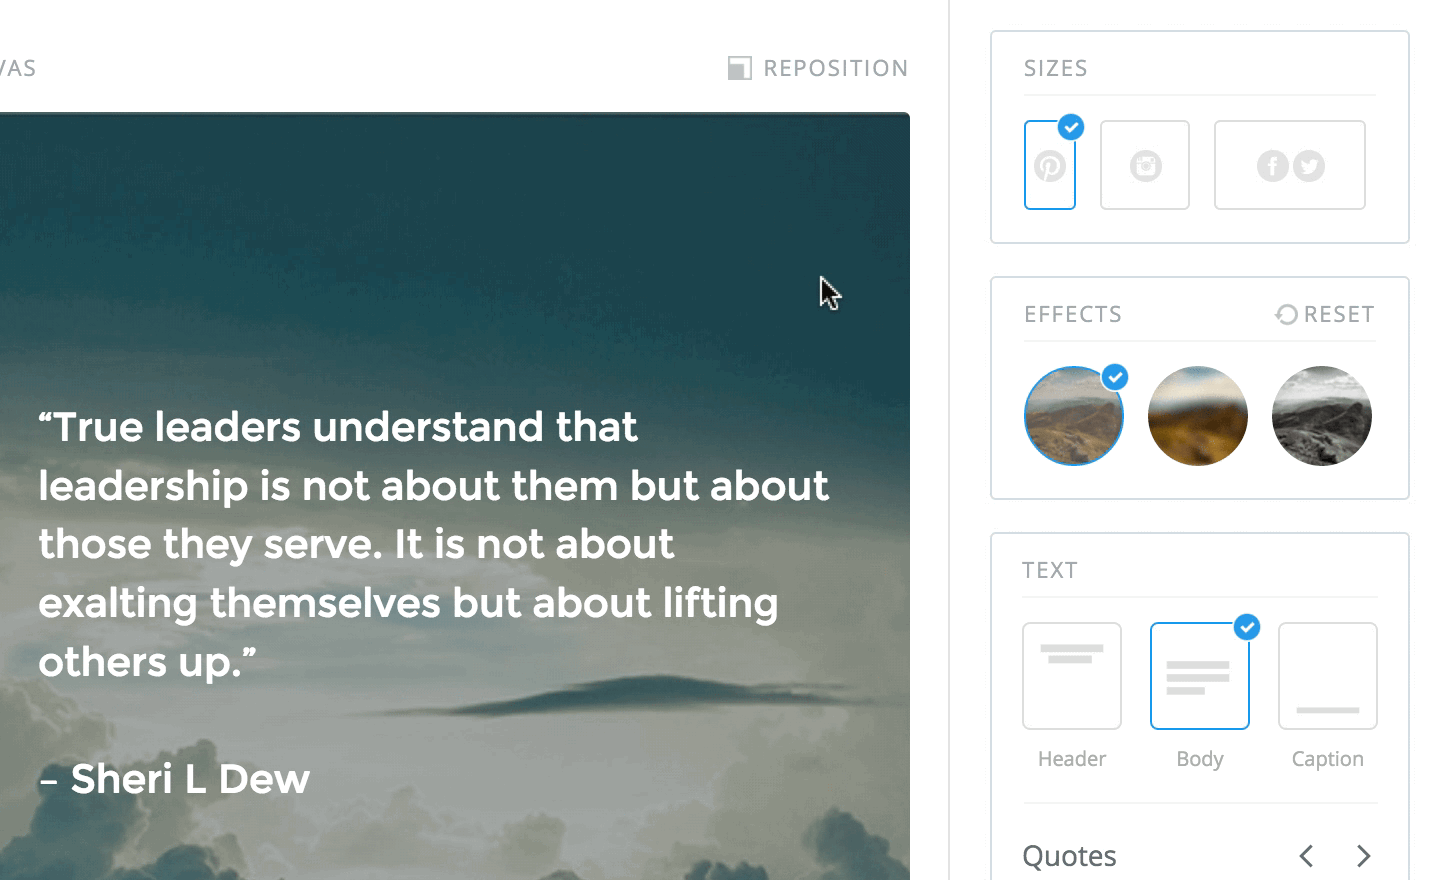 VAS
REPOSITION
“True leaders understand that
leadership is not about them but about
those they serve. It is not about
exalting themselves but about lifting
others up.”
– Sheri L Dew
SIZES
EFFECTS
RESET
TEXT
Header
Body
Caption
Quotes